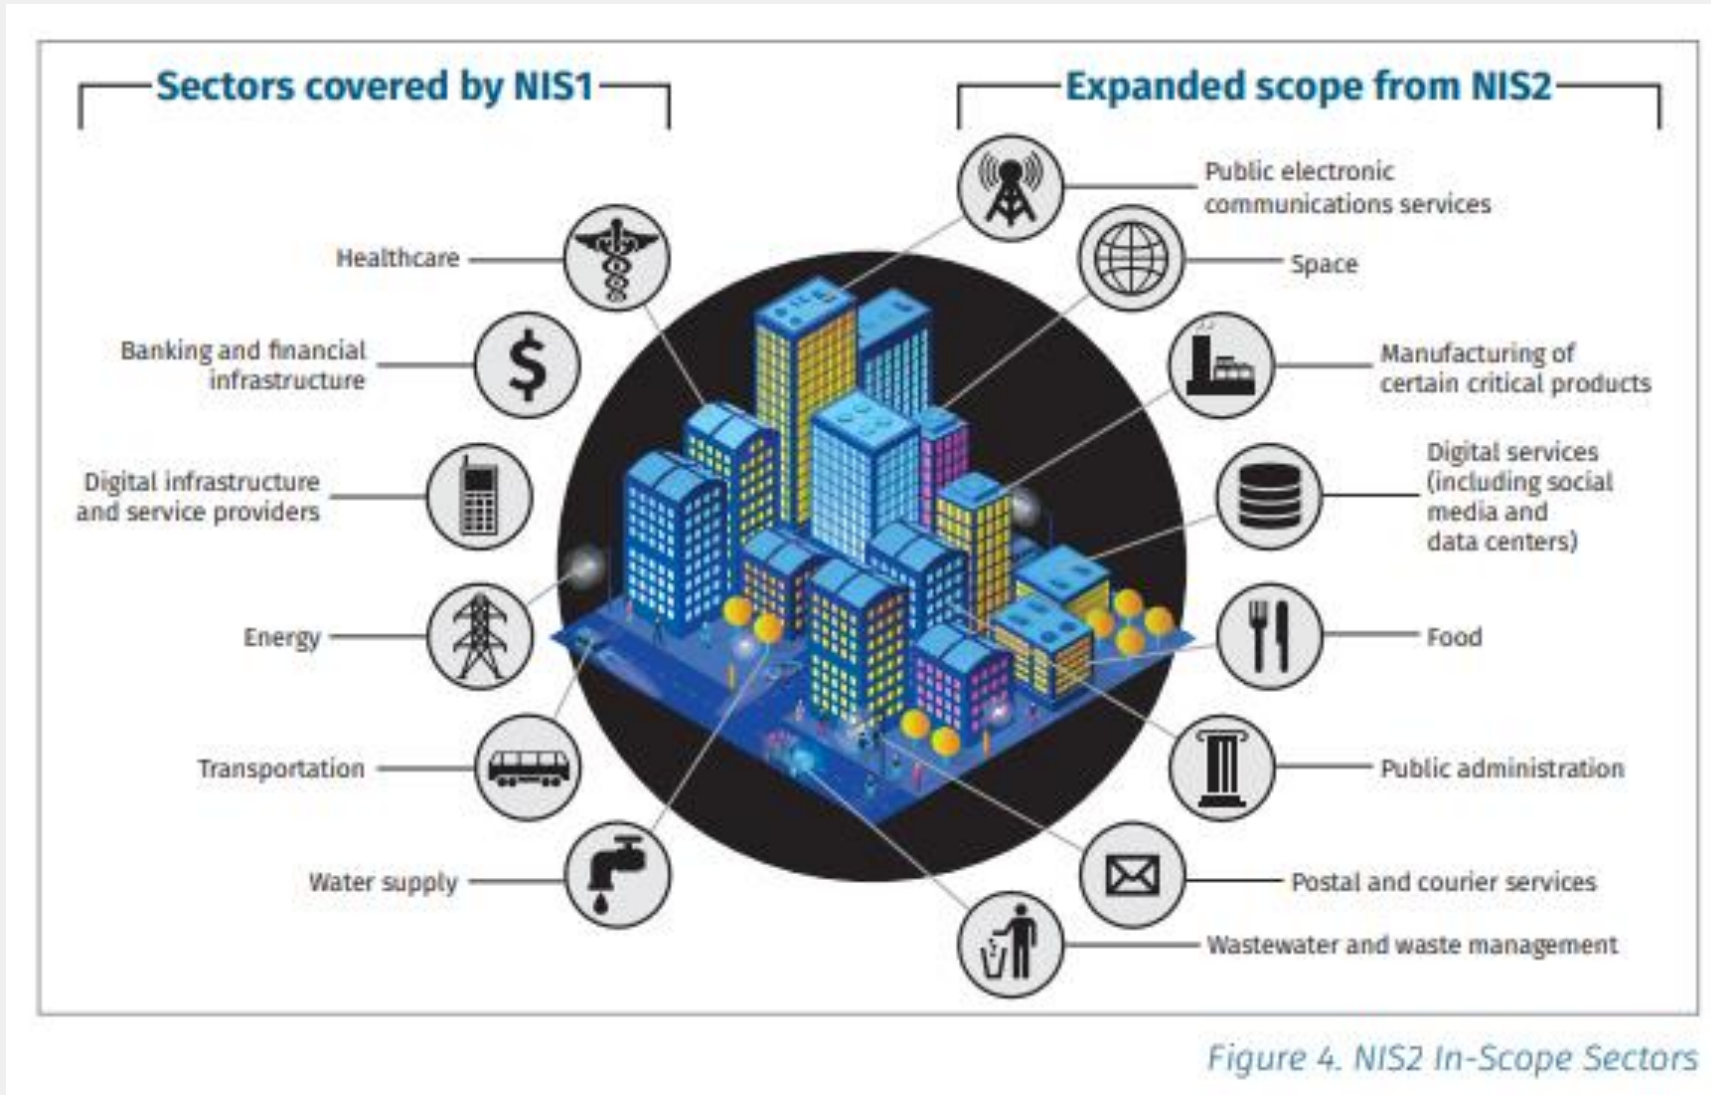 Sectors covered by NIS1
Healthcare
Banking and financial
infrastructure
Digital infrastructure
and service providers
Energy
Transportation
Water supply
Expanded scope from NIS2
Public electronic
communications services
Space
Manufacturing of
certain critical products
Digital services
(including social
media and
data centers)
Food
Public administration
Postal and courier services
Wastewater and waste management
Figure 4. NIS2 In-Scope Sectors